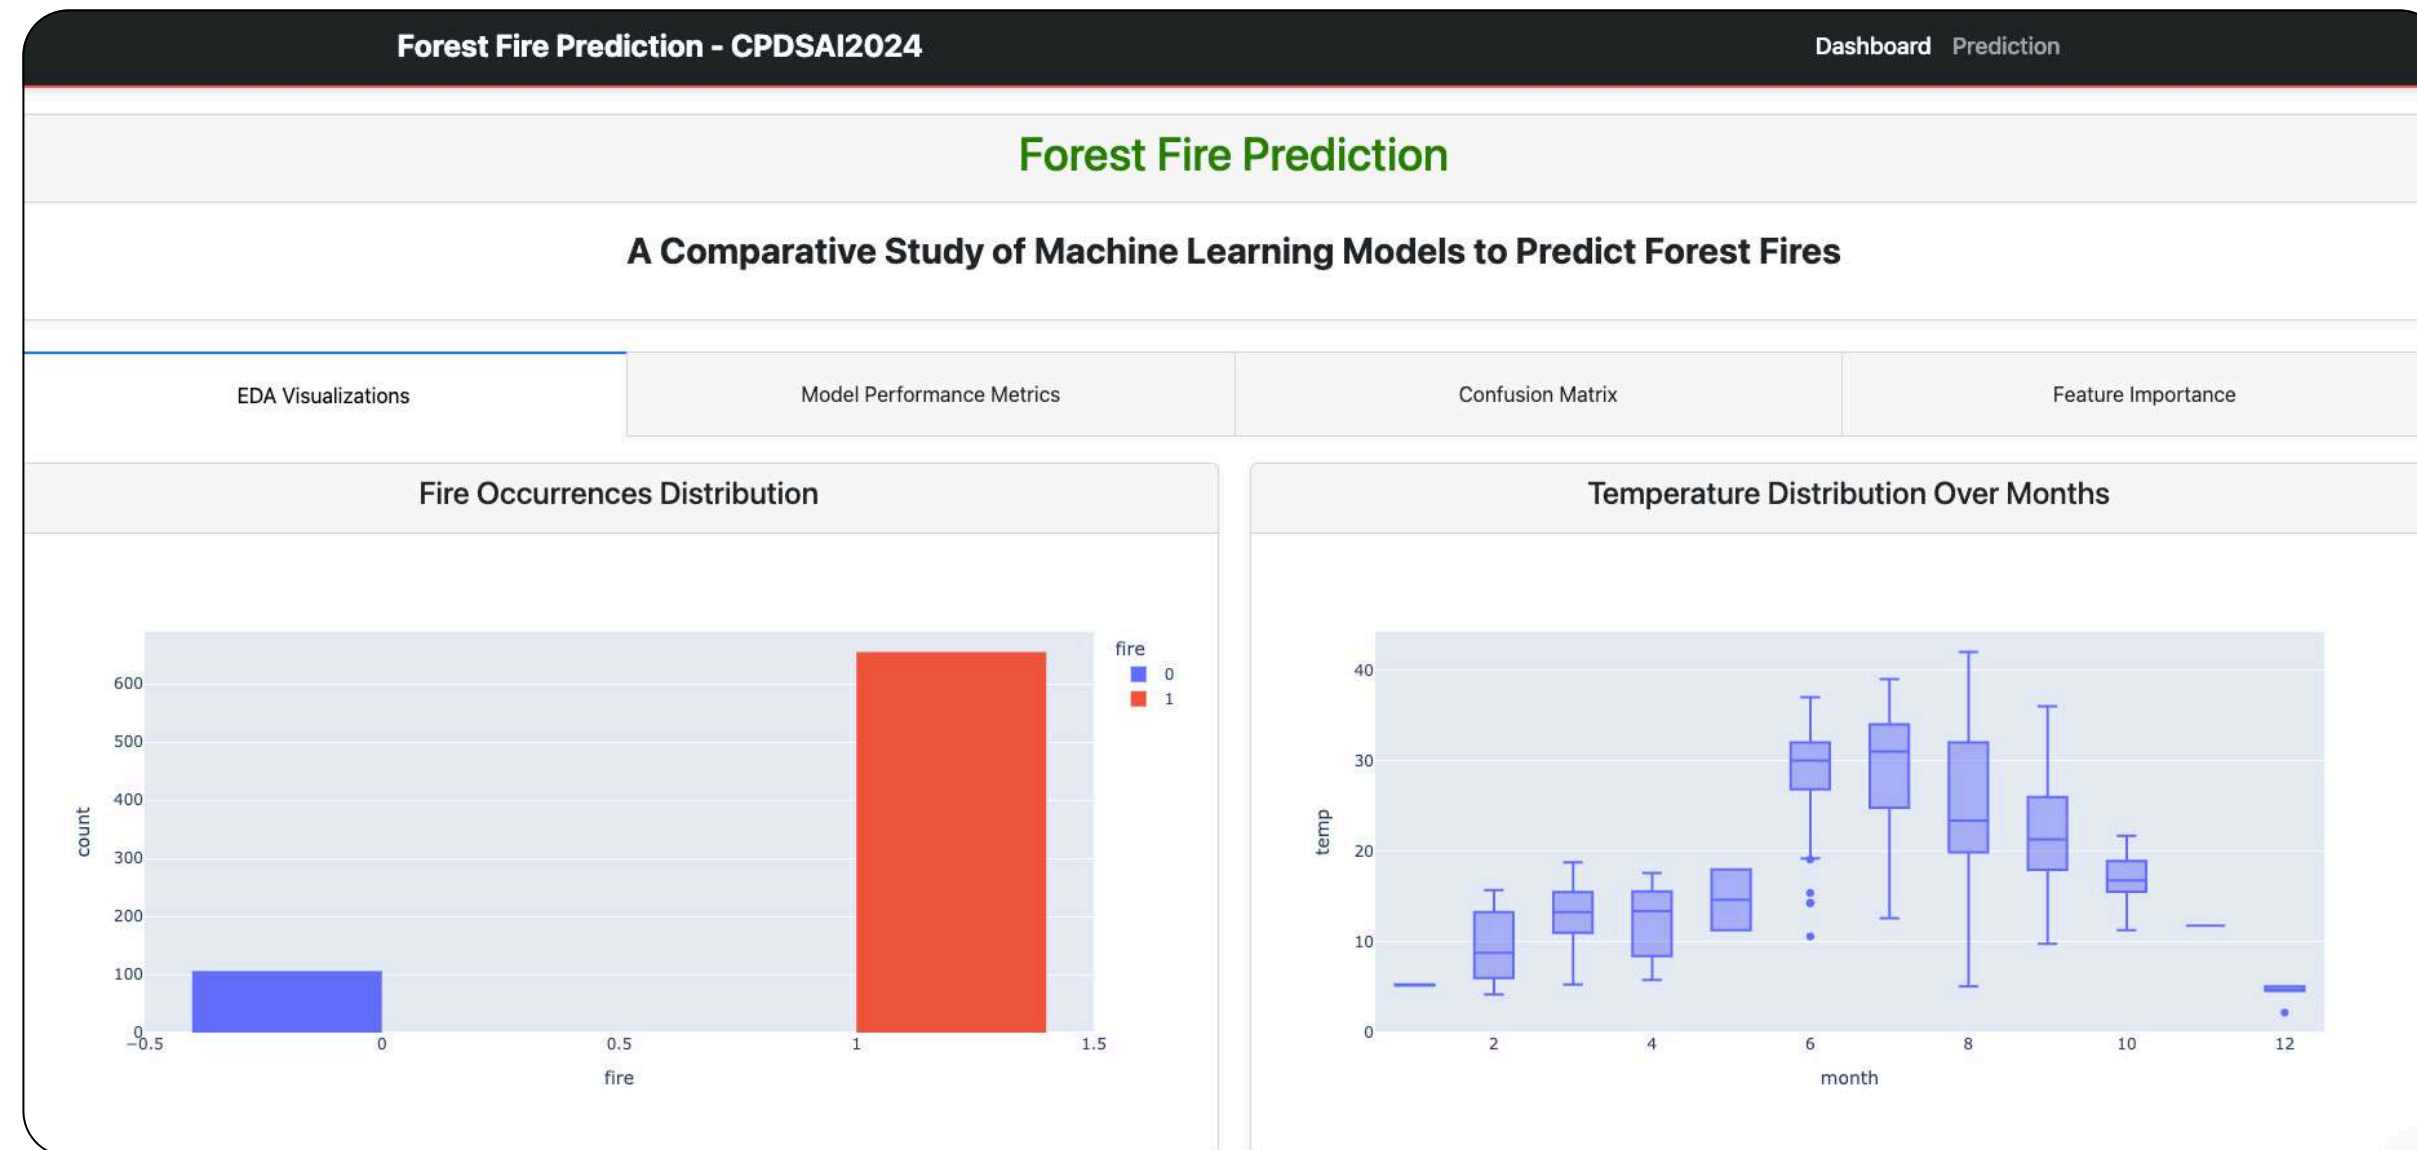 Forest Fire Prediction - CPDSAI2024
Dashboard Prediction
Forest Fire Prediction
A Comparative Study of Machine Learning Models to Predict Forest Fires
EDA Visualizations
Model Performance Metrics
Confusion Matrix
Feature Importance
Fire Occurrences Distribution
600
500
400
300
200
100
0
count
−0.5 0 0.5 1 1.5
fire
fire
0
1
Temperature Distribution Over Months
40
30
20
10
0
temp
2 4 6 8 10 12
month